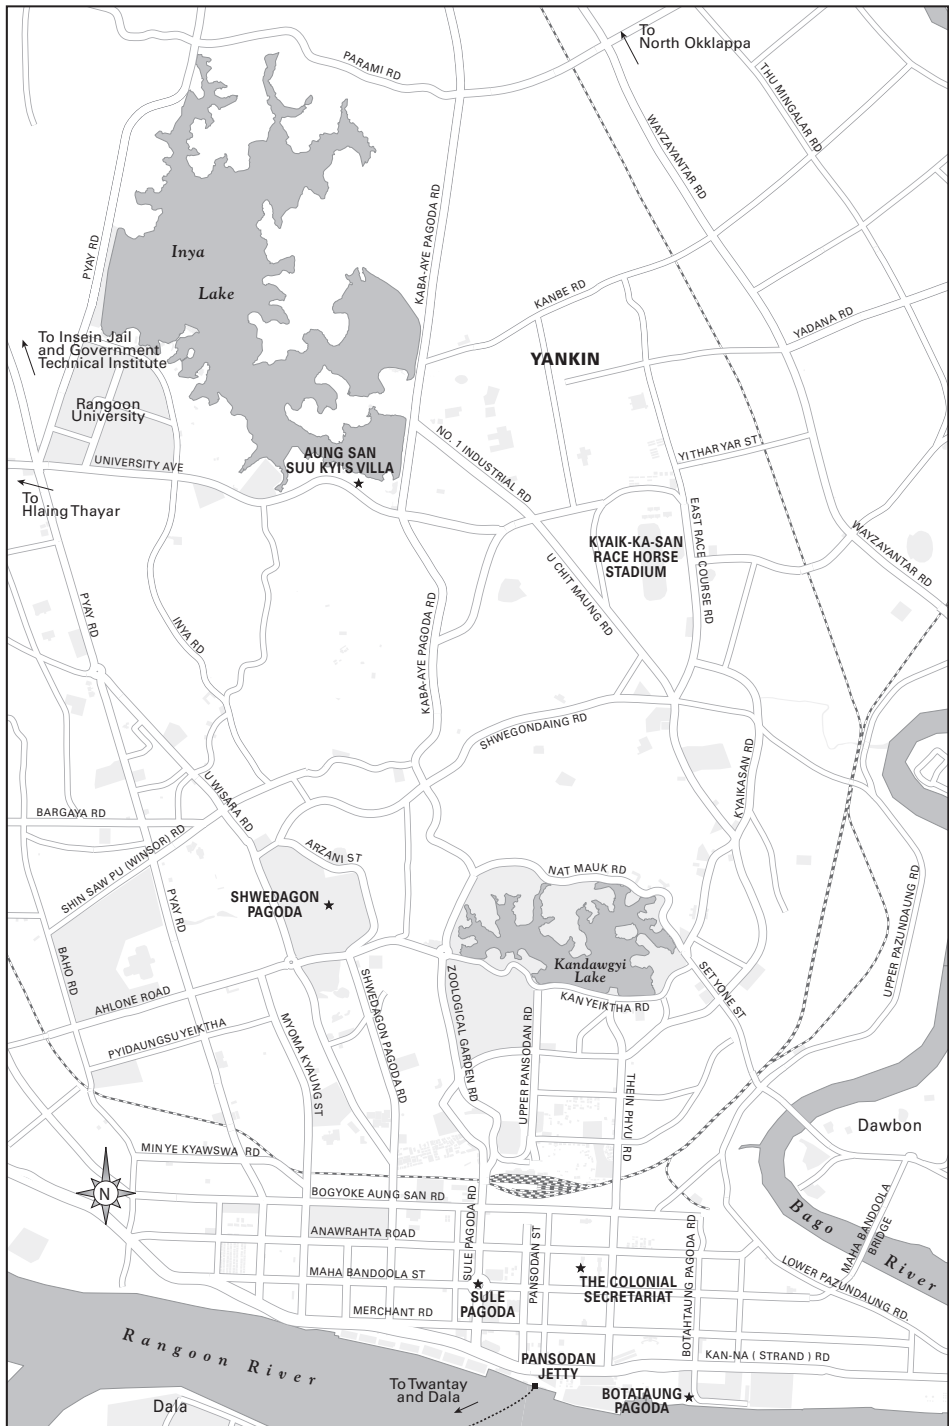 To
North Okklappa
PARAMI RD
THU MINGALAR RD
WAYZAYANTAR RD
KABA-AYE PAGODA RD
PYAY RD
Inya
Lake
KANBE RD
YADANA RD
To Insein Jail
and Government
Technical Institute
YANKIN
Rangoon
University
NO. 1 INDUSTRIAL RD
YI THAR YAR ST
UNIVERSITY AVE
AUNG SAN
SUU KYI'S VILLA
To
Hlaing Thayar
EAST RACE COURSE RD
KYAIK-KA-SAN
RACE HORSE
STADIUM
WAYZAYANTAR RD
U CHIT MAUNG RD
PYAY RD
INYA RD
KABA-AYE PAGODA RD
SHWEGONDAING RD
KYAIKASAN RD
U WISARA RD
BARGAYA RD
SHIN SAW PU (WINSOR) RD
ARZANI ST
NAT MAUK RD
UPPER PAZUNDAUNG RD
SHWEDAGON
PAGODA
PYAY RD
BAHO RD
Kandawgyi
Lake
SETYONE ST
KANYEIKTHA RD
AHLONE ROAD
SHWEDAGON PAGODA RD
ZOOLOGICAL GARDEN RD
UPPER PANSODAN RD
MYOMA KYAUNG ST
PYIDAUNGSU YEIKTHA
THEIN PHYU RD
Dawbon
MIN YE KYAWSWA RD
N
BOGYOKE AUNG SAN RD
SULE PAGODA RD
ANAWRAHTA ROAD
PANSODAN ST
BOTAHTAUNG PAGODA RD
Bago
River
MAHA BANDOOLA
BRIDGE
MAHA BANDOOLA ST
THE COLONIAL
SECRETARIAT
LOWER PAZUNDAUNG RD.
SULE
PAGODA
MERCHANT RD
Rangoon River
PANSODAN
JETTY
KAN-NA ( STRAND ) RD
To Twantay
and Dala
BOTATAUNG
PAGODA
Dala